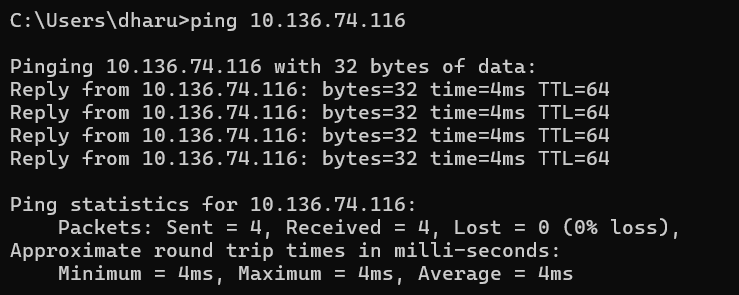 C:\Users\dharu>ping 10.136.74.116
Pinging 10.136.74.116 with 32 bytes of data:
Reply from 10.136.74.116: bytes=32 time=4ms TTL=64
Reply from 10.136.74.116: bytes=32 time=4ms TTL=64
Reply from 10.136.74.116: bytes=32 time=4ms TTL=64
Reply from 10.136.74.116: bytes=32 time=4ms TTL=64
Ping statistics for 10.136.74.116:
    Packets: Sent = 4, Received = 4, Lost = 0 (0% loss),
Approximate round trip times in milli-seconds:
    Minimum = 4ms, Maximum = 4ms, Average = 4ms